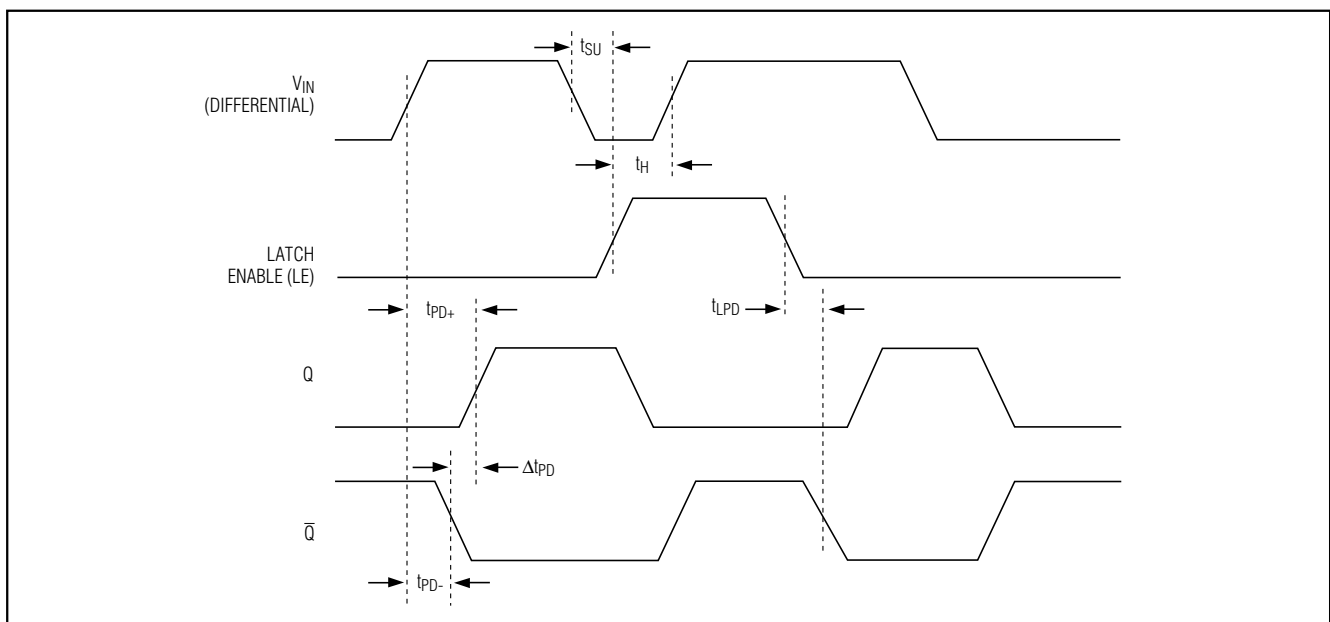 tSU
VIN
(DIFFERENTIAL)
tH
LATCH
ENABLE (LE)
tPD+
tLPD
Q
ΔtPD
Q̅
tPD-